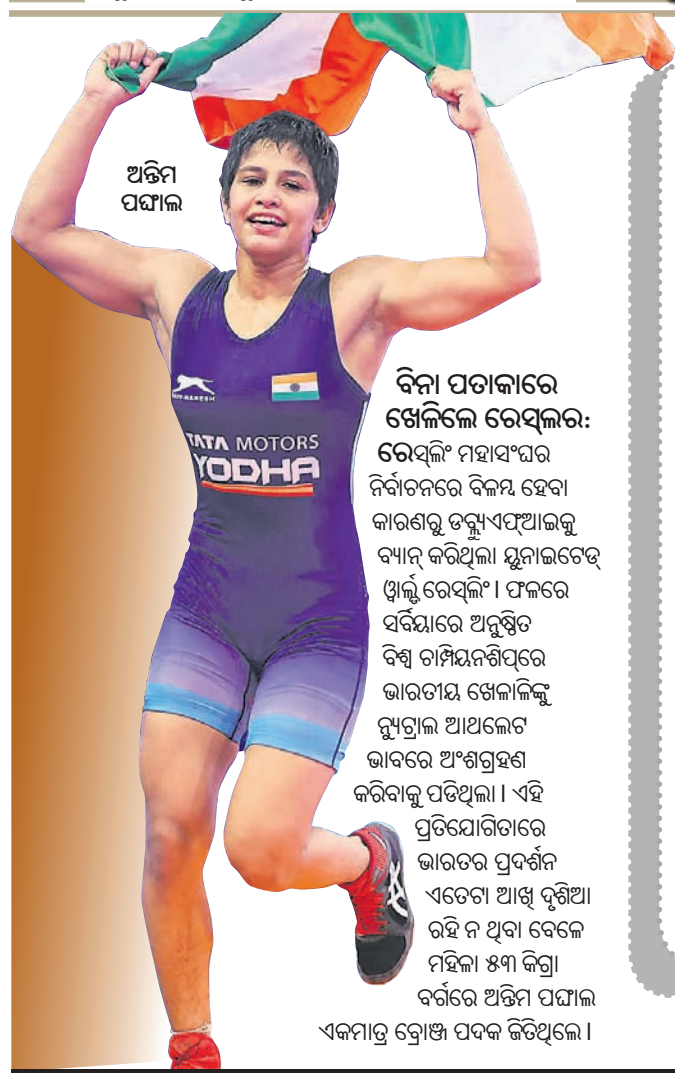 ଅନ୍ତିମ
ପଙ୍ଘାଲ
TATA MOTORS
YODHA
ବିନା ପତାକାରେ
ଖେଳିଲେ ରେସ୍‌ଲର:
ରେସ୍‌ଲିଂ ମହାସଂଘର
ନିର୍ବାଚନରେ ବିଳମ୍ବ ହେବା
କାରଣରୁ ଡବ୍ଲ୍ୟୁଏଫ୍‌ଆଇକୁ
ବ୍ୟାନ୍ କରିଥିଲା ୟୁନାଇଟେଡ୍
ୱାର୍ଲ୍ଡ ରେସ୍‌ଲିଂ । ଫଳରେ
ସର୍ବିୟାରେ ଅନୁଷ୍ଠିତ
ବିଶ୍ୱ ଚାମ୍ପିୟନଶିପ୍‌ରେ
ଭାରତୀୟ ଖେଳାଳିଙ୍କୁ
ନ୍ୟୁଟ୍ରାଲ ଆଥଲେଟ
ଭାବରେ ଅଂଶଗ୍ରହଣ
କରିବାକୁ ପଡିଥିଲା । ଏହି
ପ୍ରତିଯୋଗିତାରେ
ଭାରତର ପ୍ରଦର୍ଶନ
ଏତେଟା ଆଖି ଦୃଶିଆ
ରହି ନ ଥିବା ବେଳେ
ମହିଳା ୫୩ କିଗ୍ରା
ବର୍ଗରେ ଅନ୍ତିମ ପଙ୍ଘାଲ
ଏକମାତ୍ର ବ୍ରୋଞ୍ଜ ପଦକ ଜିତିଥିଲେ ।